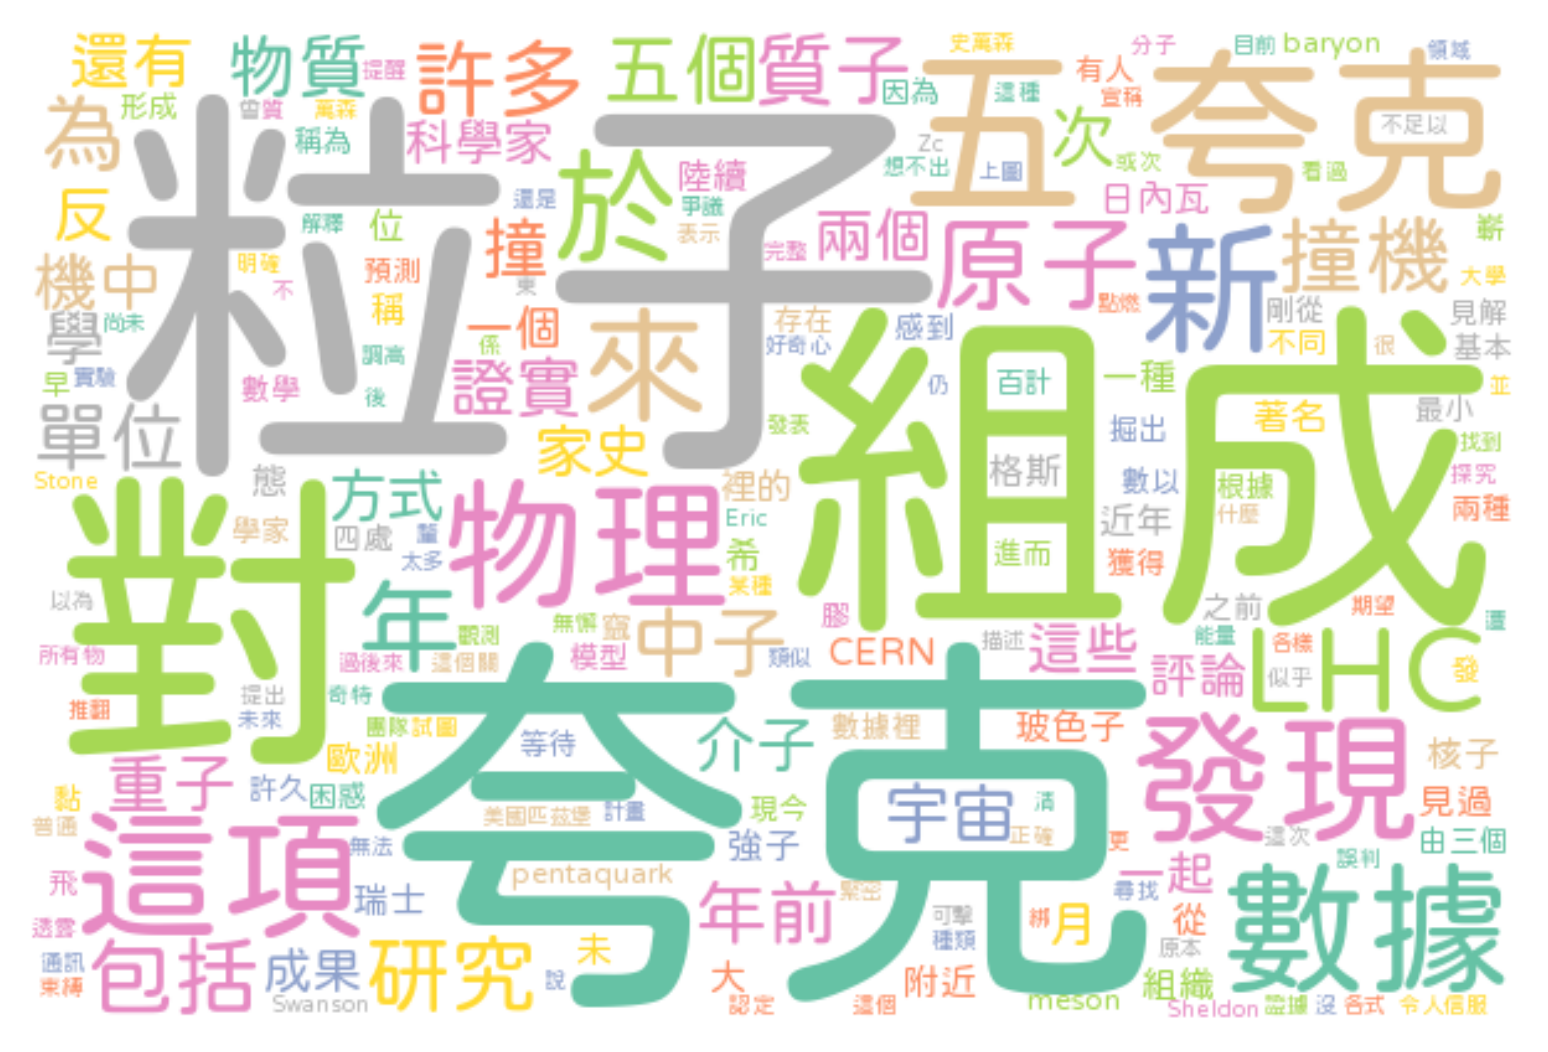 還有
物質
提醒
許多
五個
質子
史萬森
分子
目前
baryon
領域
為
形成
曾
質
萬森
稱為
科學家
因為
這種
有人
宣稱
五
夸克
不足以
次
或次
Zc
想不出
上圖
看過
粒子
反
解釋
位
還是
於
陸續
爭議
表示
完整
兩個
日內瓦
原子
新
撞機
嶄
大學
機中
明確
不
預測
撞
東
點燃
剛從
見解
學
尚未
稱
一個
來
存在
好奇心
感到
不同
很
基本
早
實驗
調高
係
數學
後
證實
仍
百計
一種
並
單位
家史
發表
組成
掘出
著名
最小
找到
Stone
態
方式
物理
裡的
格斯
數以
根據
什麼
探究
兩種
對
學家
四處
釐
太多
Eric
希
進而
近年
獲得
某種
以為
年
觀測
無懈
窺
中子
膠
之前
期望
遭
能量
各樣
所有物
過後來
這個關
模型
類似
CERN
描述
這些
評論
LHC
似乎
發
推翻
提出
未來
奇特
團隊
試圖
夸克
介子
數據裡
玻色子
發現
核子
歐洲
等待
重子
許久
困惑
黏
普通
美國匹茲堡
計畫
現今
宇宙
清
正確
見過
這項
無法
強子
更
這次
誤判
由三個
飛
瑞士
pentaquark
年前
緊密
一起
尋找
數據
透露
可擊
種類
綁
月
從
原本
通訊
束縛
包括
成果
研究
未
說
大
附近
組織
Swanson
認定
這個
meson
Sheldon
證據
沒
各式
令人信服